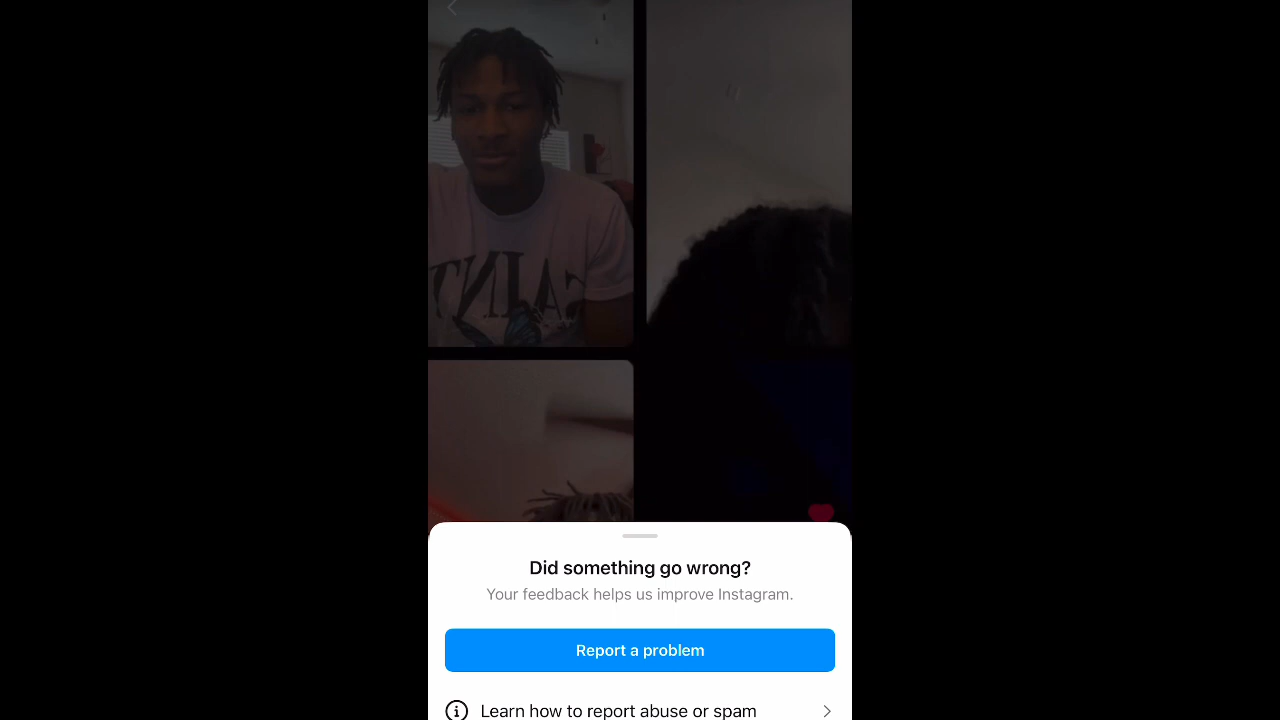 SAINT
Did something go wrong?
Your feedback helps us improve Instagram.
Report a problem
Learn how to report abuse or spam